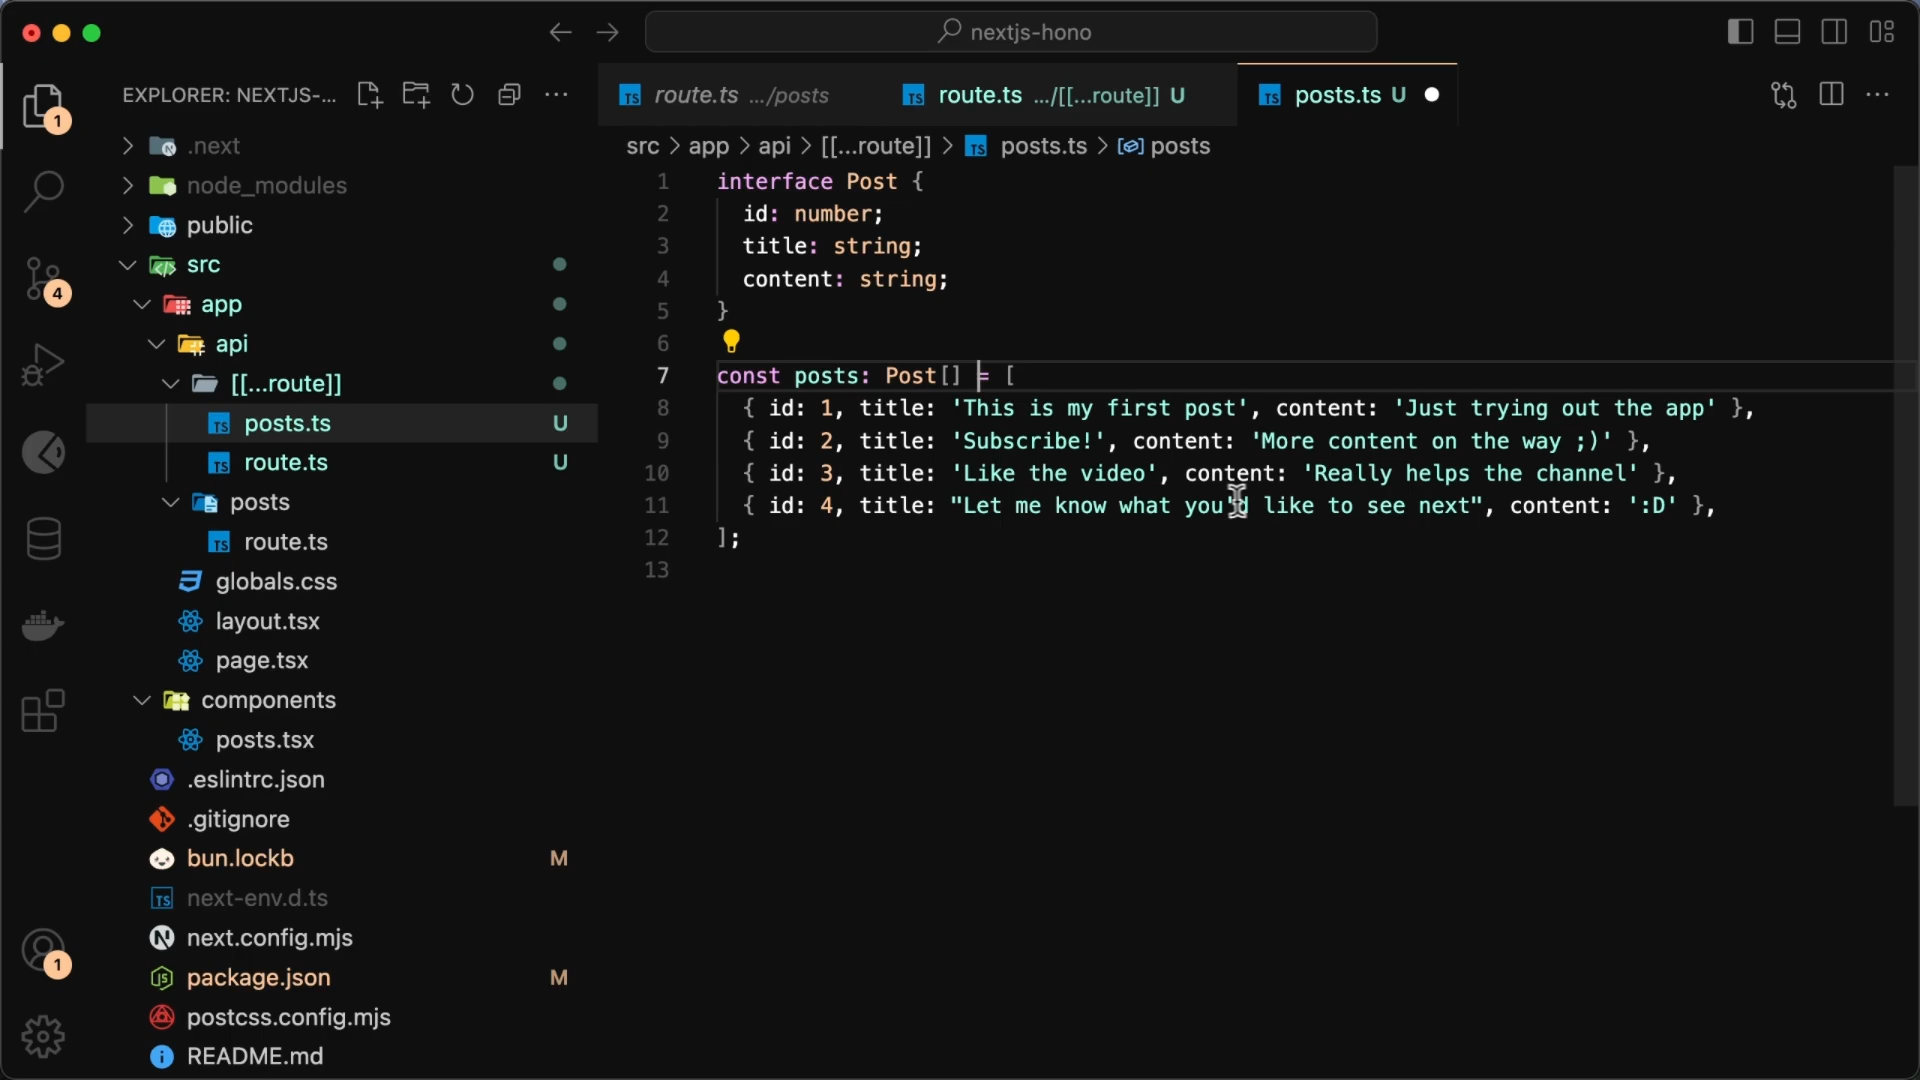 nextjs-hono
EXPLORER: NEXTJS-...
route.ts .../posts
route.ts .../[[...route]] U
posts.ts U
src > app > api > [[...route]] > TS posts.ts > posts
1
4
1
.next
node_modules
public
src
app
api
[[...route]]
posts.ts U
route.ts U
posts
route.ts
globals.css
layout.tsx
page.tsx
components
posts.tsx
.eslintrc.json
.gitignore
bun.lockb M
next-env.d.ts
next.config.mjs
package.json M
postcss.config.mjs
README.md
1 interface Post {
2 id: number;
3 title: string;
4 content: string;
5 }
6
7 const posts: Post[] = [
8 { id: 1, title: 'This is my first post', content: 'Just trying out the app' },
9 { id: 2, title: 'Subscribe!', content: 'More content on the way ;)' },
10 { id: 3, title: 'Like the video', content: 'Really helps the channel' },
11 { id: 4, title: "Let me know what you'd like to see next", content: ':D' },
12 ];
13